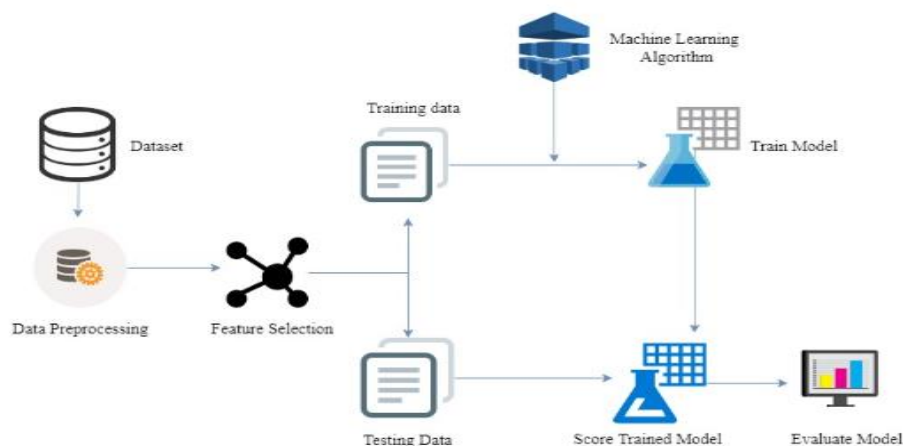 Machine Learning
Algorithm
Training data
Dataset
Train Model
Data Preprocessing
Feature Selection
Testing Data
Score Trained Model
Evaluate Model